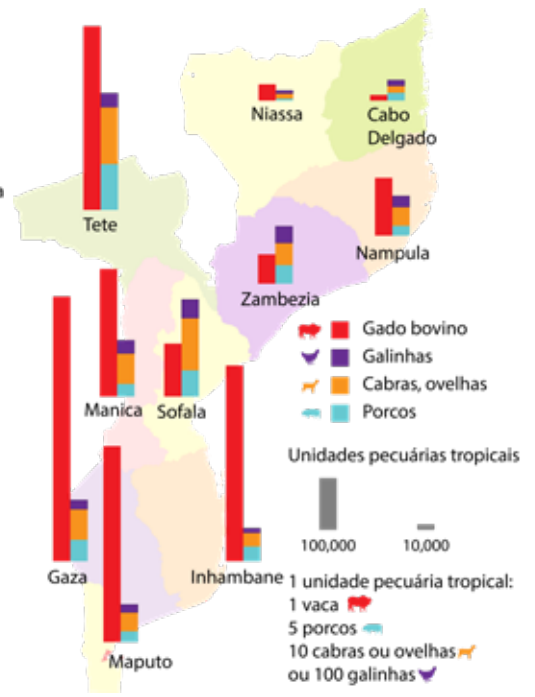 Niassa
Cabo
Delgado
Tete
Nampula
Zambezia
Gado bovino
Galinhas
Cabras, ovelhas
Porcos
Manica
Sofala
Unidades pecuárias tropicais
100,000
10,000
Gaza
Inhambane
1 unidade pecuária tropical:
1 vaca
5 porcos
10 cabras ou ovelhas
ou 100 galinhas
Maputo